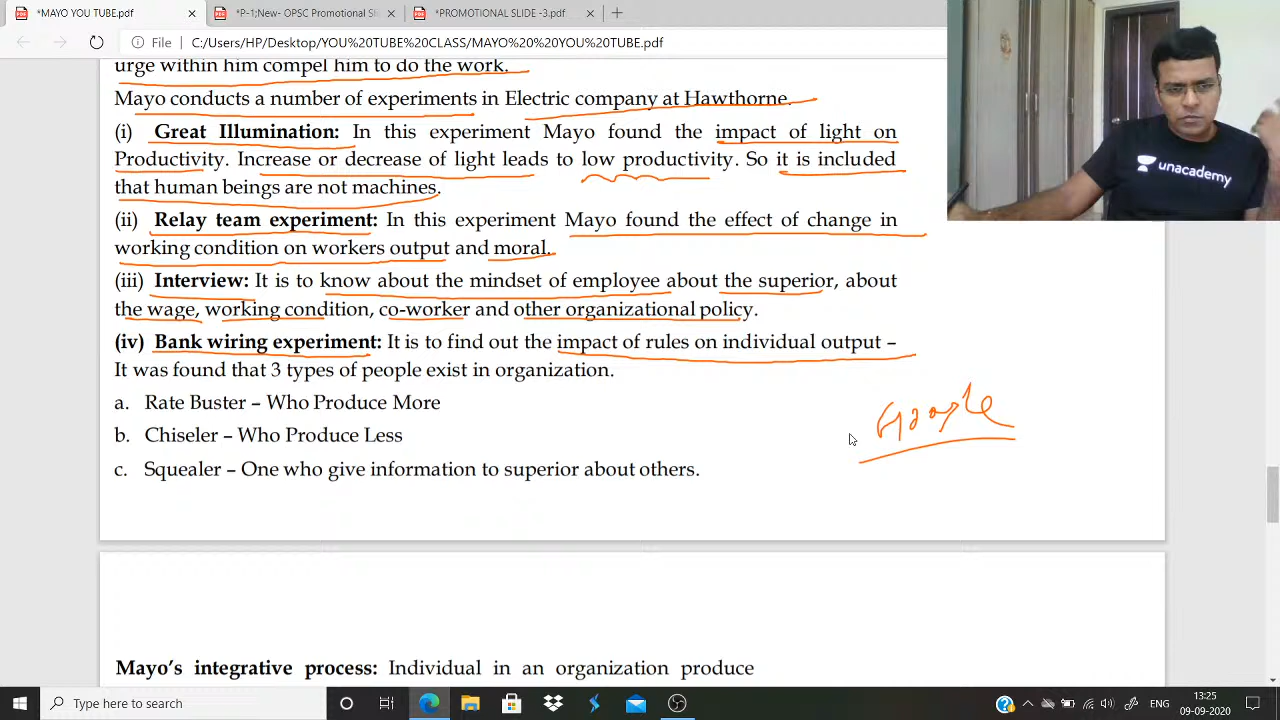 *MAYO YOU TUBE.pdf
*P-1;New- OPSC Promotional Sl
*PROMOTIONAL SLIDE -3.pdf
File
C:/Users/HP/Desktop/YOU%20TUBE%20CLASS/MAYO%20%20YOU%20TUBE.pdf
urge within him compel him to do the work.
Mayo conducts a number of experiments in Electric company at Hawthorne.
(i) Great Illumination: In this experiment Mayo found the impact of light on
Productivity. Increase or decrease of light leads to low productivity. So it is included
that human beings are not machines.
(ii) Relay team experiment: In this experiment Mayo found the effect of change in
working condition on workers output and moral.
(iii) Interview: It is to know about the mindset of employee about the superior, about
the wage, working condition, co-worker and other organizational policy.
(iv) Bank wiring experiment: It is to find out the impact of rules on individual output –
It was found that 3 types of people exist in organization.
a. Rate Buster – Who Produce More
b. Chiseler – Who Produce Less
c. Squealer – One who give information to superior about others.
Google
Mayo's integrative process: Individual in an organization produce
unacademy
Type here to search
ENG
13:25
09-09-2020